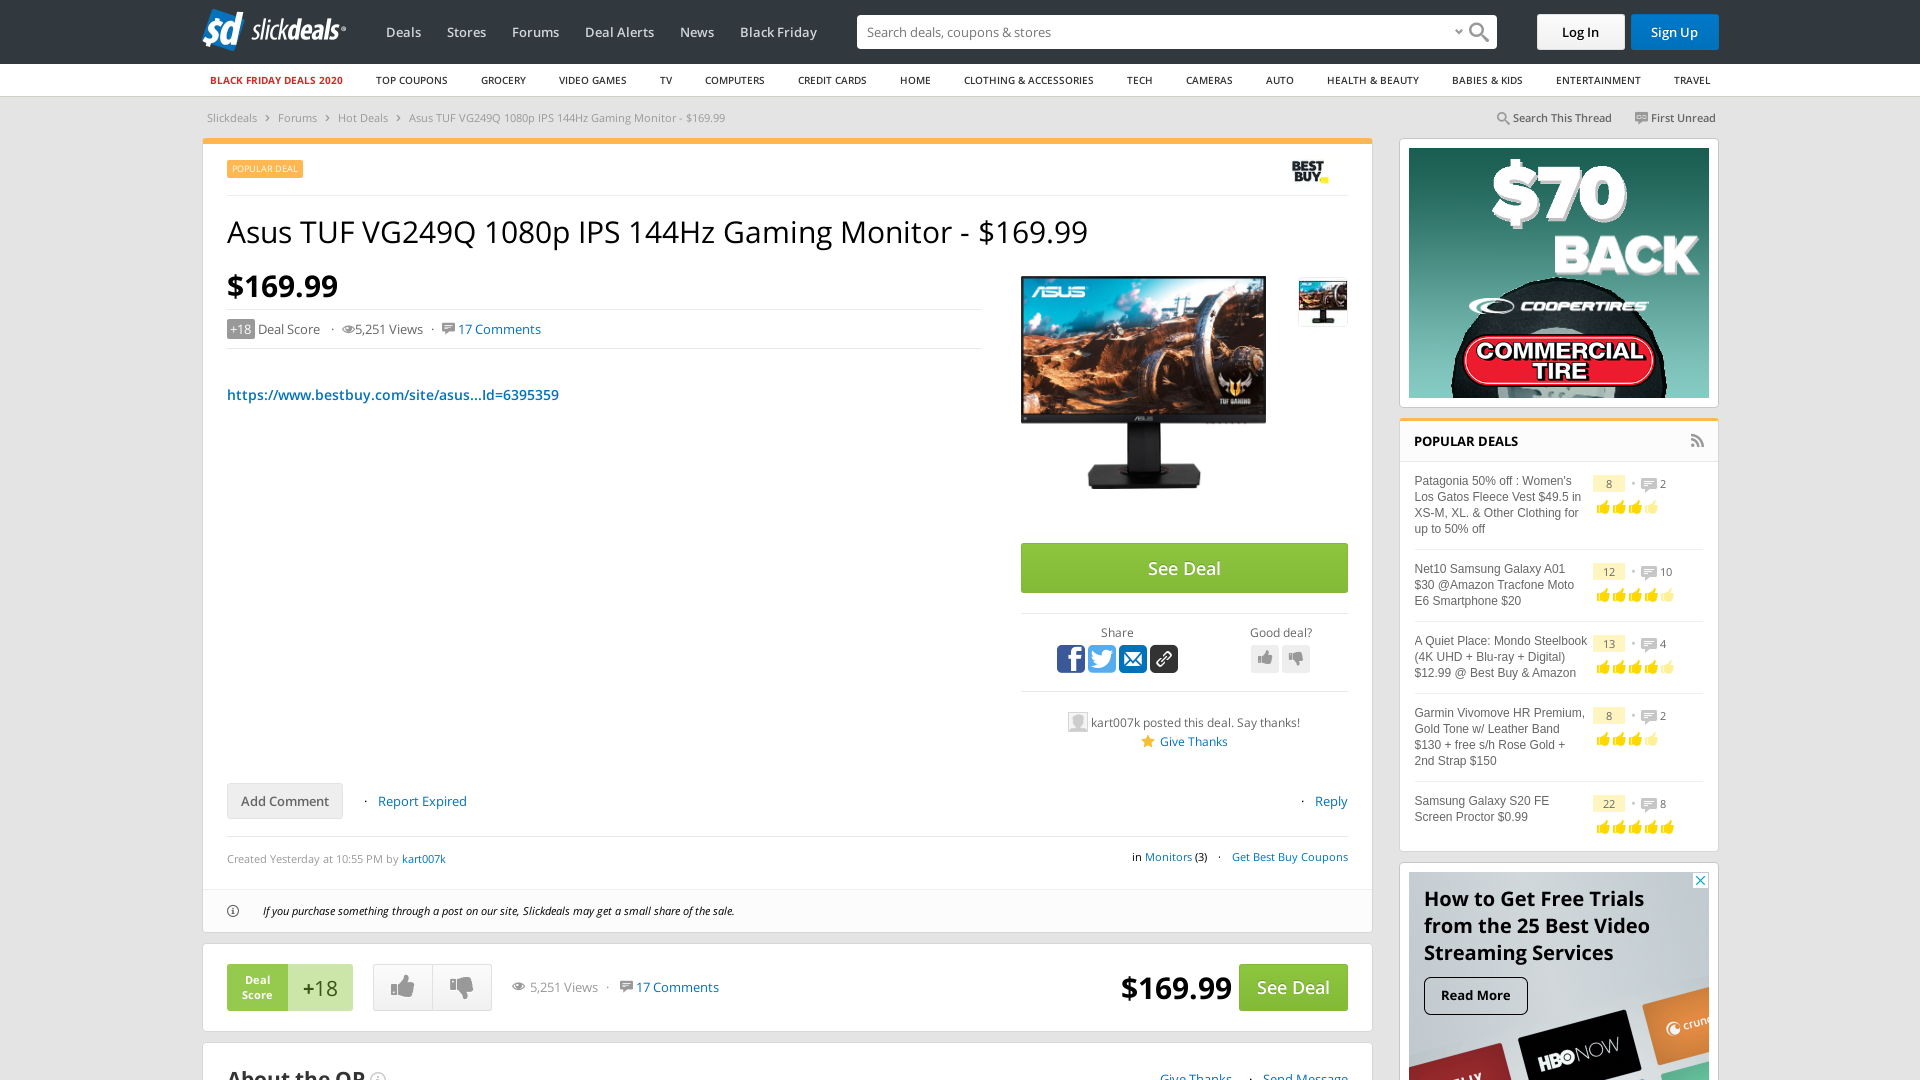 sd slickdeals
Deals Stores Forums Deal Alerts News Black Friday
Search deals, coupons & shops
Log In Sign Up
BLACK FRIDAY DEALS 2020 TOP COUPONS GROCERY VIDEO GAMES TV COMPUTERS CREDIT CARDS HOME CLOTHING & ACCESSORIES TECH CAMERAS AUTO HEALTH & BEAUTY BABIES & KIDS ENTERTAINMENT TRAVEL
Slickdeals > Forums > Hot Deals > Asus TUF VG249Q 1080p IPS 144Hz Gaming Monitor - $169.99
Search This Thread First Unread
POPULAR DEAL
BEST BUY
Asus TUF VG249Q 1080p IPS 144Hz Gaming Monitor - $169.99
$169.99
+18 Deal Score · 5,251 Views · 17 Comments
https://www.bestbuy.com/site/asus...Id=6395359
ASUS
TUF GAMING
See Deal
Share Good deal?
kart007k posted this deal. Say thanks!
Give Thanks
Add Comment · Report Expired · Reply
Created Yesterday at 10:55 PM by kart007k
in Monitors (3) · Get Best Buy Coupons
If you purchase something through a post on our site, Slickdeals may get a small share of the sale.
Deal Score +18
5,251 Views · 17 Comments
$169.99 See Deal
About the OP
Give Thanks · Send Message
$70
BACK
COOPERTIRES
COMMERCIAL
TIRE
POPULAR DEALS
Patagonia 50% off : Women's
Los Gatos Fleece Vest $49.5 in
XS-M, XL. & Other Clothing for
up to 50% off
8 • 2
Net10 Samsung Galaxy A01
$30 @Amazon Tracfone Moto
E6 Smartphone $20
12 • 10
A Quiet Place: Mondo Steelbook
(4K UHD + Blu-ray + Digital)
$12.99 @ Best Buy & Amazon
13 • 4
Garmin Vivomove HR Premium,
Gold Tone w/ Leather Band
$130 + free s/h Rose Gold +
2nd Strap $150
8 • 2
Samsung Galaxy S20 FE
Screen Proctor $0.99
22 • 8
How to Get Free Trials
from the 25 Best Video
Streaming Services
Read More
HBO NOW